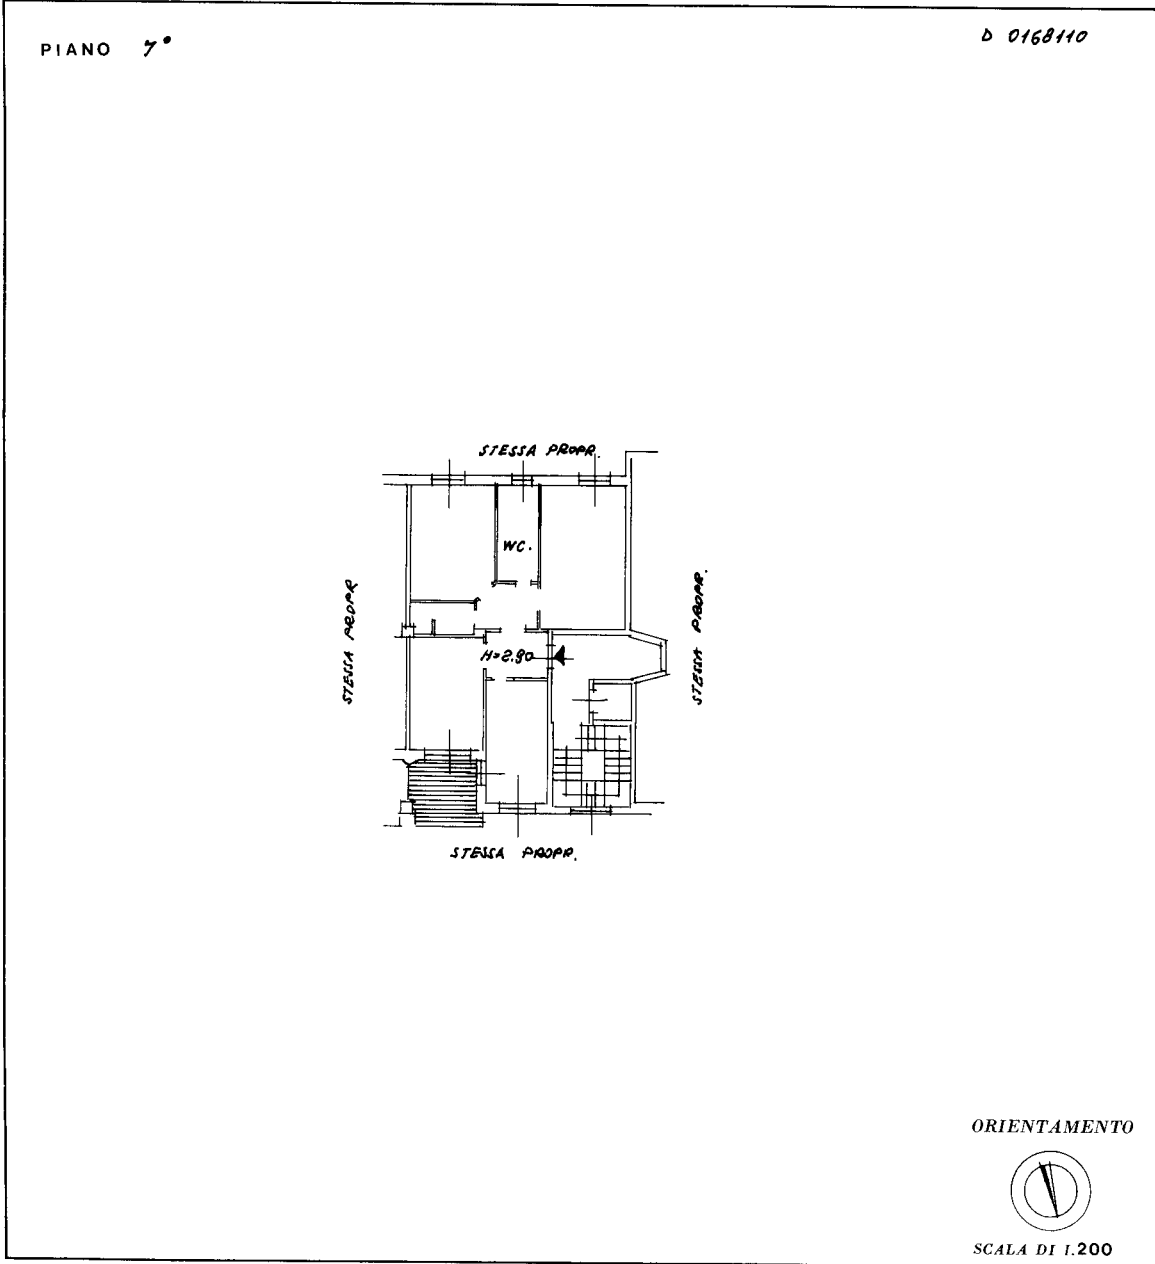 PIANO 7°
D 0168110
STESSA PROPR.
WC.
STESSA PROPR
STESSA PROPR.
H=2.90
STESSA PROPR.
ORIENTAMENTO
SCALA DI 1.200